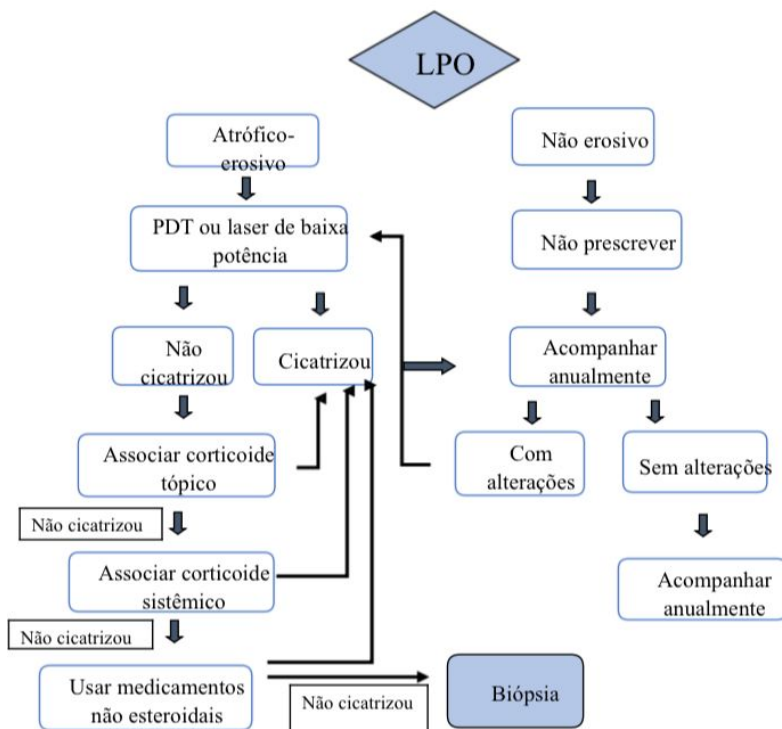 LPO
Atrófico-
erosivo
Não erosivo
PDT ou laser de baixa
potência
Não prescrever
Não
cicatrizou
Cicatrizou
Acompanhar
anualmente
Associar corticoide
tópico
Com
alterações
Sem alterações
Não cicatrizou
Associar corticoide
sistêmico
Acompanhar
anualmente
Não cicatrizou
Usar medicamentos
não esteroidais
Não cicatrizou
Biópsia